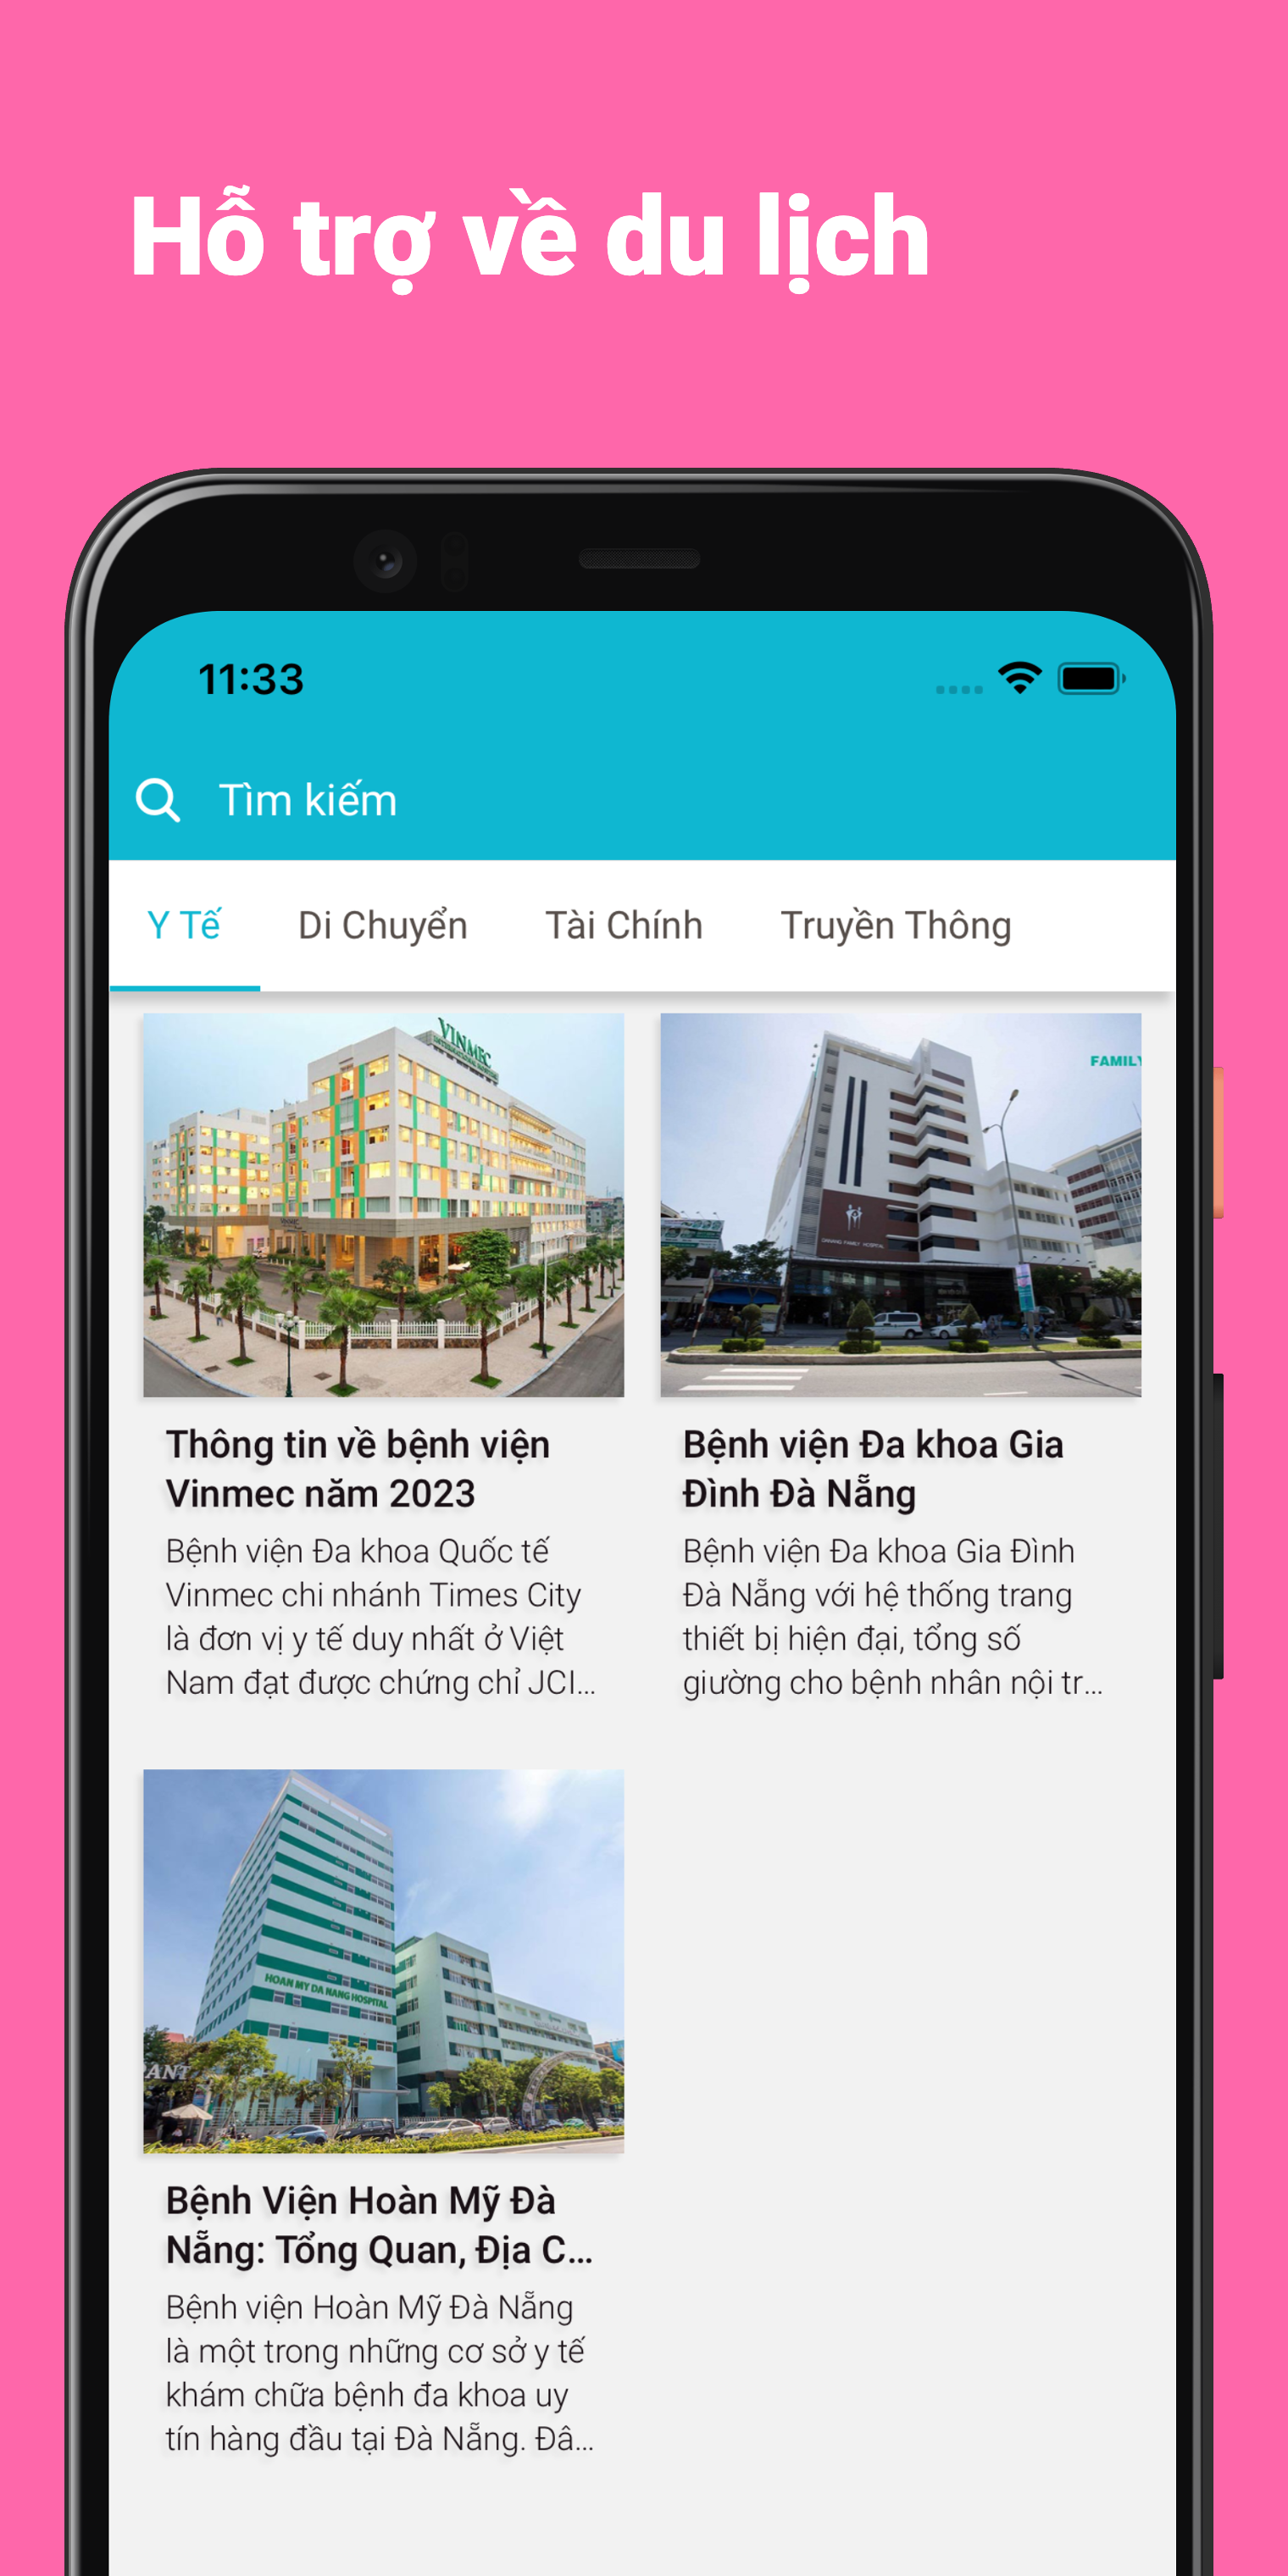 Hỗ trợ về du lịch
11:33
Tìm kiếm
Y Tế
Di Chuyển
Tài Chính
Truyền Thông
VINMEC
INTERNATIONAL HOSPITAL
FAMILY
DANANG FAMILY HOSPITAL
Thông tin về bệnh viện
Vinmec năm 2023
Bệnh viện Đa khoa Quốc tế
Vinmec chi nhánh Times City
là đơn vị y tế duy nhất ở Việt
Nam đạt được chứng chỉ JCI...
Bệnh viện Đa khoa Gia
Đình Đà Nẵng
Bệnh viện Đa khoa Gia Đình
Đà Nẵng với hệ thống trang
thiết bị hiện đại, tổng số
giường cho bệnh nhân nội tr...
HOAN MY DA NANG HOSPITAL
RANT
Bệnh Viện Hoàn Mỹ Đà
Nẵng: Tổng Quan, Địa C...
Bệnh viện Hoàn Mỹ Đà Nẵng
là một trong những cơ sở y tế
khám chữa bệnh đa khoa uy
tín hàng đầu tại Đà Nẵng. Đâ...